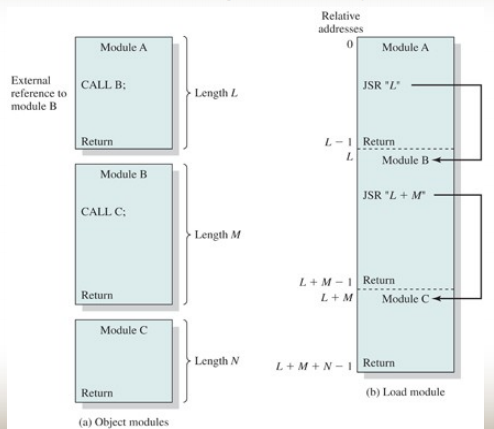 Module A
External
reference to
module B
CALL B;
Length L
Return
Module B
CALL C;
Length M
Return
Module C
Length N
Return
(a) Object modules
Relative
addresses
0
Module A
JSR "L"
L − 1
Return
L
Module B
JSR "L + M"
L + M − 1
Return
L + M
Module C
L + M + N − 1
Return
(b) Load module